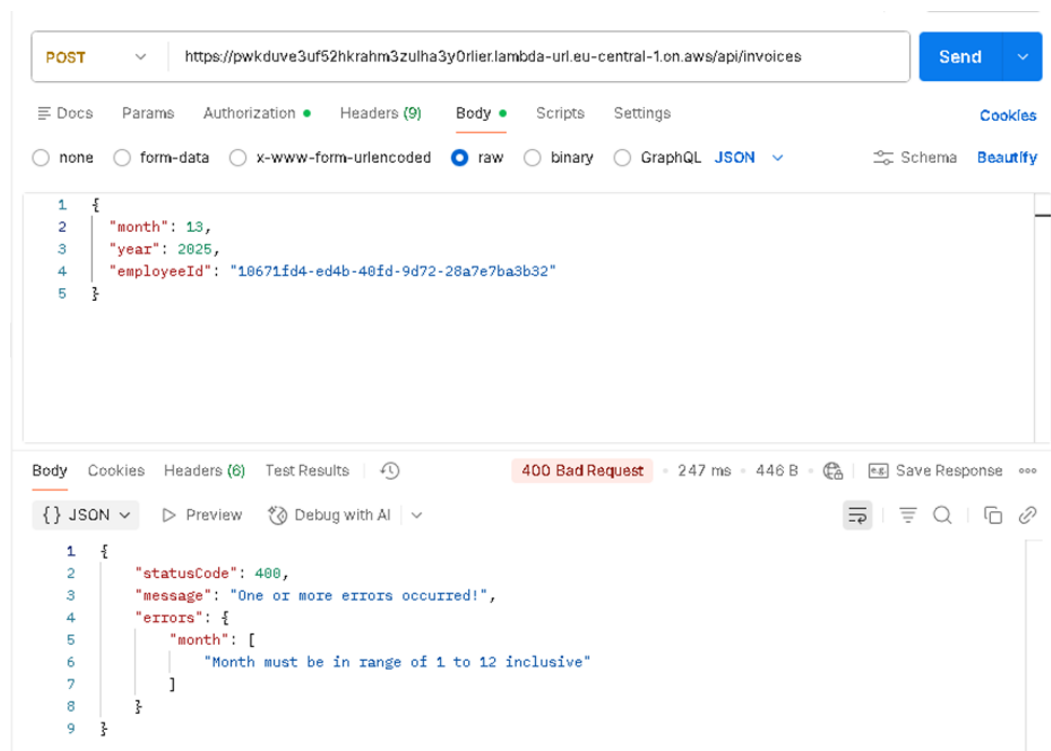 POST https://pwkduve3uf52hkrahm3zulha3y0rlier.lambda-url.eu-central-1.on.aws/api/invoices Send
Docs Params Authorization Headers (9) Body Scripts Settings Cookies
none form-data x-www-form-urlencoded raw binary GraphQL JSON Schema Beautify
1 {
2 "month": 13,
3 "year": 2025,
4 "employeeId": "10671fd4-ed4b-40fd-9d72-28a7e7ba3b32"
5 }
Body Cookies Headers (6) Test Results 400 Bad Request 247 ms 446 B e.g. Save Response
{} JSON Preview Debug with AI
1 {
2 "statusCode": 400,
3 "message": "One or more errors occurred!",
4 "errors": {
5 "month": [
6 "Month must be in range of 1 to 12 inclusive"
7 ]
8 }
9 }